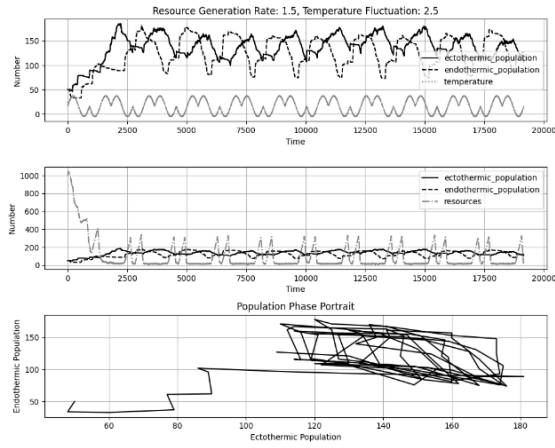 Resource Generation Rate: 1.5, Temperature Fluctuation: 2.5
150
100
50
0
Number
ectothermic_population
endothermic_population
temperature
0 2500 5000 7500 10000 12500 15000 17500 20000
Time
1000
800
600
400
200
0
Number
ectothermic_population
endothermic_population
resources
0 2500 5000 7500 10000 12500 15000 17500 20000
Time
Population Phase Portrait
150
100
50
Endothermic Population
60 80 100 120 140 160 180
Ectothermic Population